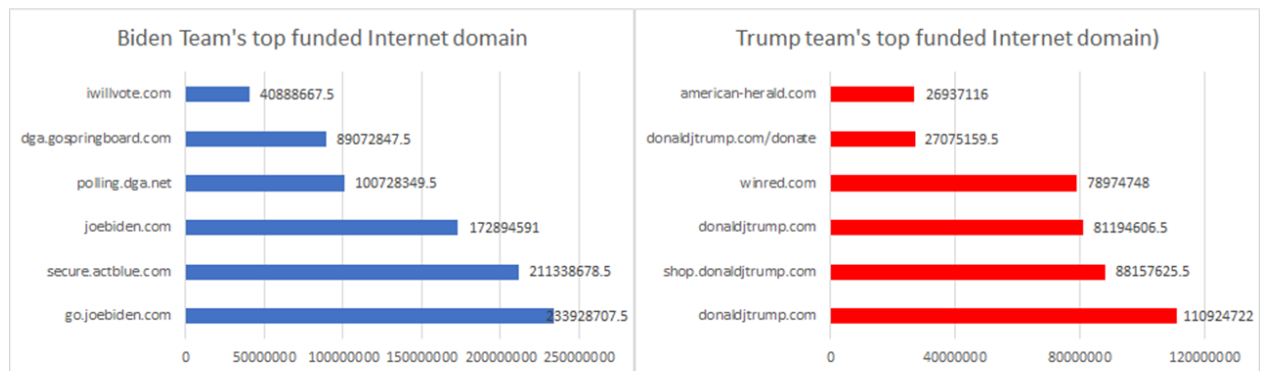 Biden Team's top funded Internet domain
iwillvote.com 40888667.5
dga.gospringboard.com 89072847.5
polling.dga.net 100728349.5
joebiden.com 172894591
secure.actblue.com 211338678.5
go.joebiden.com 233928707.5
0 50000000 100000000 150000000 200000000 250000000
Trump team's top funded Internet domain)
american-herald.com 26937116
donaldjtrump.com/donate 27075159.5
winred.com 78974748
donaldjtrump.com 81194606.5
shop.donaldjtrump.com 88157625.5
donaldjtrump.com 110924722
0 40000000 80000000 120000000